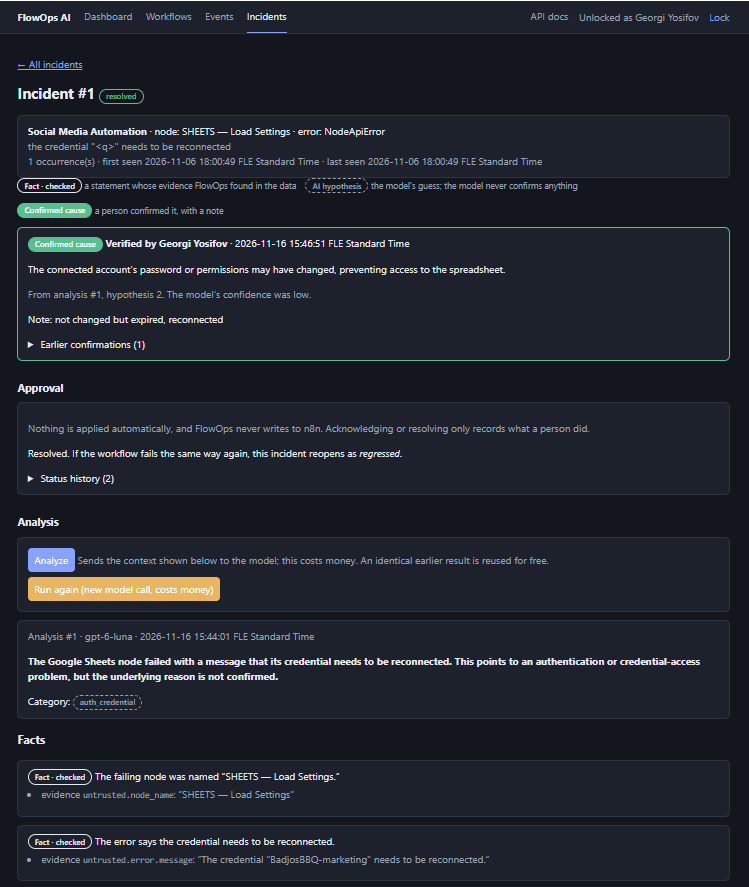 FlowOps AI Dashboard Workflows Events Incidents API docs Unlocked as Georgi Yosifov Lock
← All incidents
Incident #1 resolved
Social Media Automation · node: SHEETS — Load Settings · error: NodeApiError
the credential "<q>" needs to be reconnected
1 occurrence(s) · first seen 2026-11-06 18:00:49 FLE Standard Time · last seen 2026-11-06 18:00:49 FLE Standard Time
Fact · checked a statement whose evidence FlowOps found in the data AI hypothesis the model's guess; the model never confirms anything
Confirmed cause a person confirmed it, with a note
Confirmed cause Verified by Georgi Yosifov · 2026-11-16 15:46:51 FLE Standard Time
The connected account's password or permissions may have changed, preventing access to the spreadsheet.
From analysis #1, hypothesis 2. The model's confidence was low.
Note: not changed but expired, reconnected
▶ Earlier confirmations (1)
Approval
Nothing is applied automatically, and FlowOps never writes to n8n. Acknowledging or resolving only records what a person did.
Resolved. If the workflow fails the same way again, this incident reopens as regressed.
▶ Status history (2)
Analysis
Analyze Sends the context shown below to the model; this costs money. An identical earlier result is reused for free.
Run again (new model call, costs money)
Analysis #1 · gpt-6-luna · 2026-11-16 15:44:01 FLE Standard Time
The Google Sheets node failed with a message that its credential needs to be reconnected. This points to an authentication or credential-access
problem, but the underlying reason is not confirmed.
Category: auth_credential
Facts
Fact · checked The failing node was named “SHEETS — Load Settings.”
• evidence untrusted.node_name: “SHEETS — Load Settings”
Fact · checked The error says the credential needs to be reconnected.
• evidence untrusted.error.message: “The credential "BadjosBBQ-marketing" needs to be reconnected.”